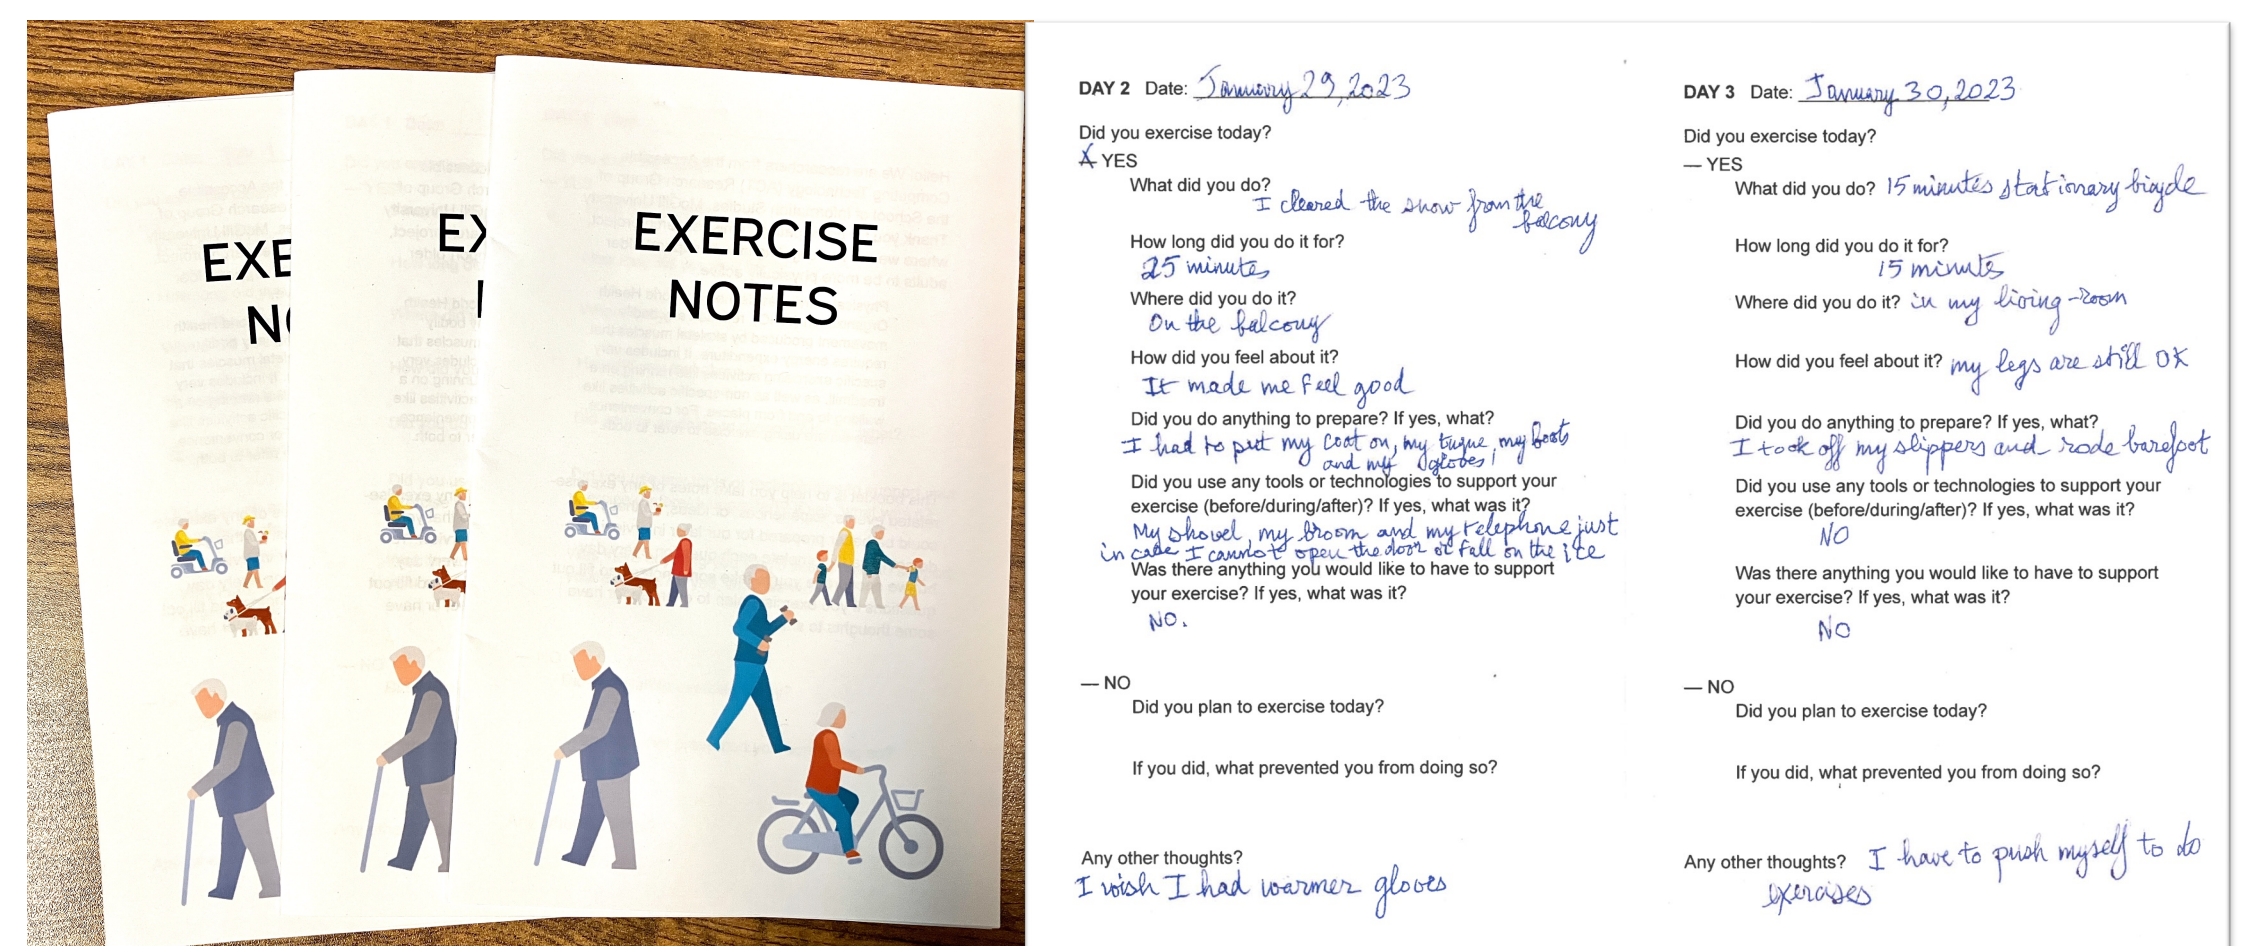 EXE
N
EX
EXERCISE
NOTES
DAY 2 Date: January 29, 2023
Did you exercise today?
X YES
What did you do?
I cleared the snow from the
balcony
How long did you do it for?
25 minutes
Where did you do it?
On the balcony
How did you feel about it?
It made me feel good
Did you do anything to prepare? If yes, what?
I had to put my coat on, my tuque, my boots
and my gloves!
Did you use any tools or technologies to support your
exercise (before/during/after)? If yes, what was it?
My shovel, my broom and my telephone just
in case I cannot open the door or fall on the ice
Was there anything you would like to have to support
your exercise? If yes, what was it?
NO.
— NO
Did you plan to exercise today?
If you did, what prevented you from doing so?
Any other thoughts?
I wish I had warmer gloves
DAY 3 Date: January 30, 2023
Did you exercise today?
— YES
What did you do? 15 minutes stationary bicycle
How long did you do it for?
15 minutes
Where did you do it? in my living-room
How did you feel about it? my legs are still OK
Did you do anything to prepare? If yes, what?
I took off my slippers and rode barefoot
Did you use any tools or technologies to support your
exercise (before/during/after)? If yes, what was it?
NO
Was there anything you would like to have to support
your exercise? If yes, what was it?
NO
— NO
Did you plan to exercise today?
If you did, what prevented you from doing so?
Any other thoughts? I have to push myself to do
exercises